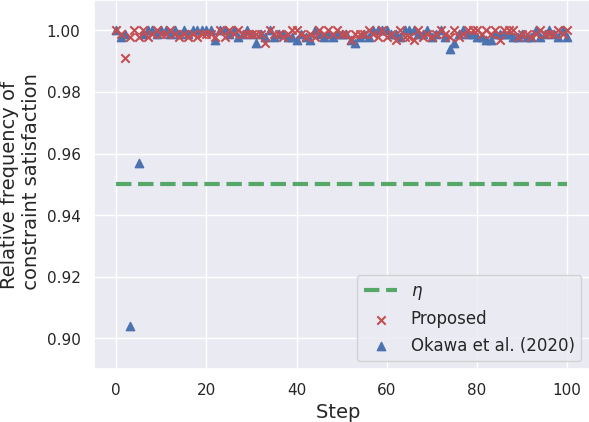 Relative frequency of
constraint satisfaction
1.00
0.98
0.96
0.94
0.92
0.90
0
20
40
60
80
100
Step
η
Proposed
Okawa et al. (2020)